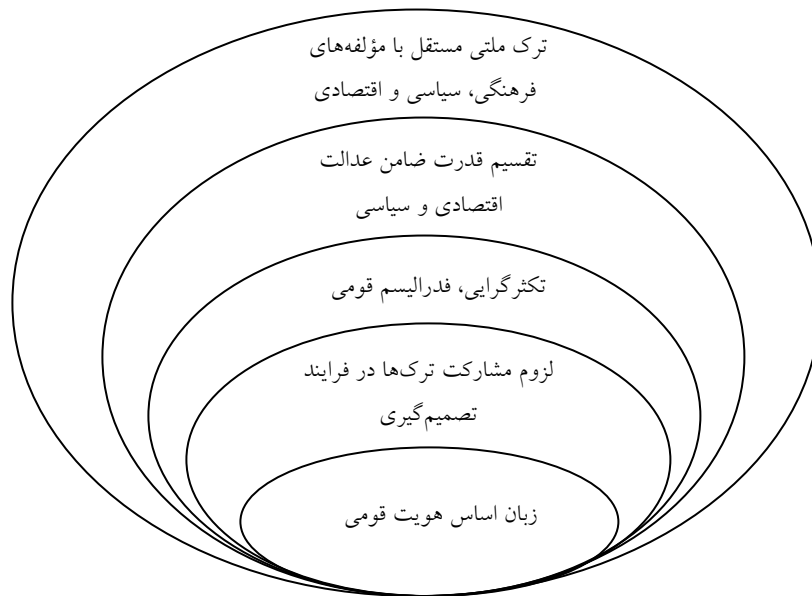 ترک ملتی مستقل با مؤلفه‌های
فرهنگی، سیاسی و اقتصادی
تقسیم قدرت ضامن عدالت
اقتصادی و سیاسی
تکثرگرایی، فدرالیسم قومی
لزوم مشارکت ترک‌ها در فرایند
تصمیم‌گیری
زبان اساس هویت قومی